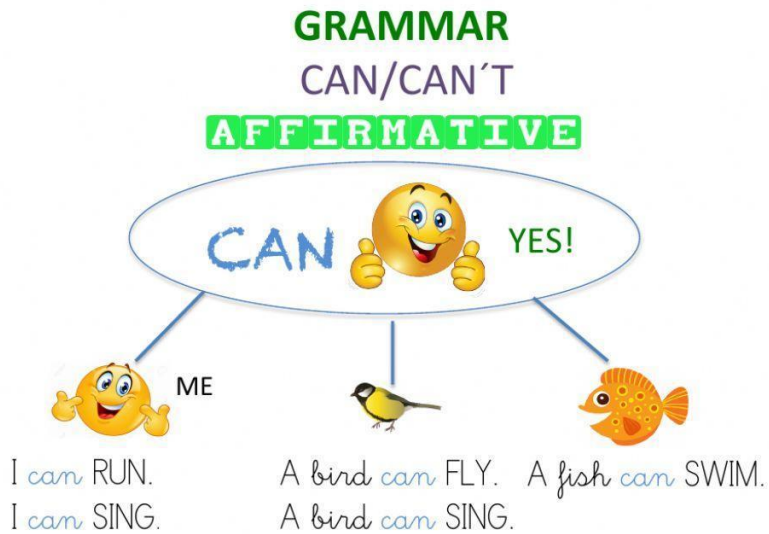 GRAMMAR
CAN/CAN´T
AFFIRMATIVE
CAN YES!
ME
I can RUN. A bird can FLY. A fish can SWIM.
I can SING. A bird can SING.